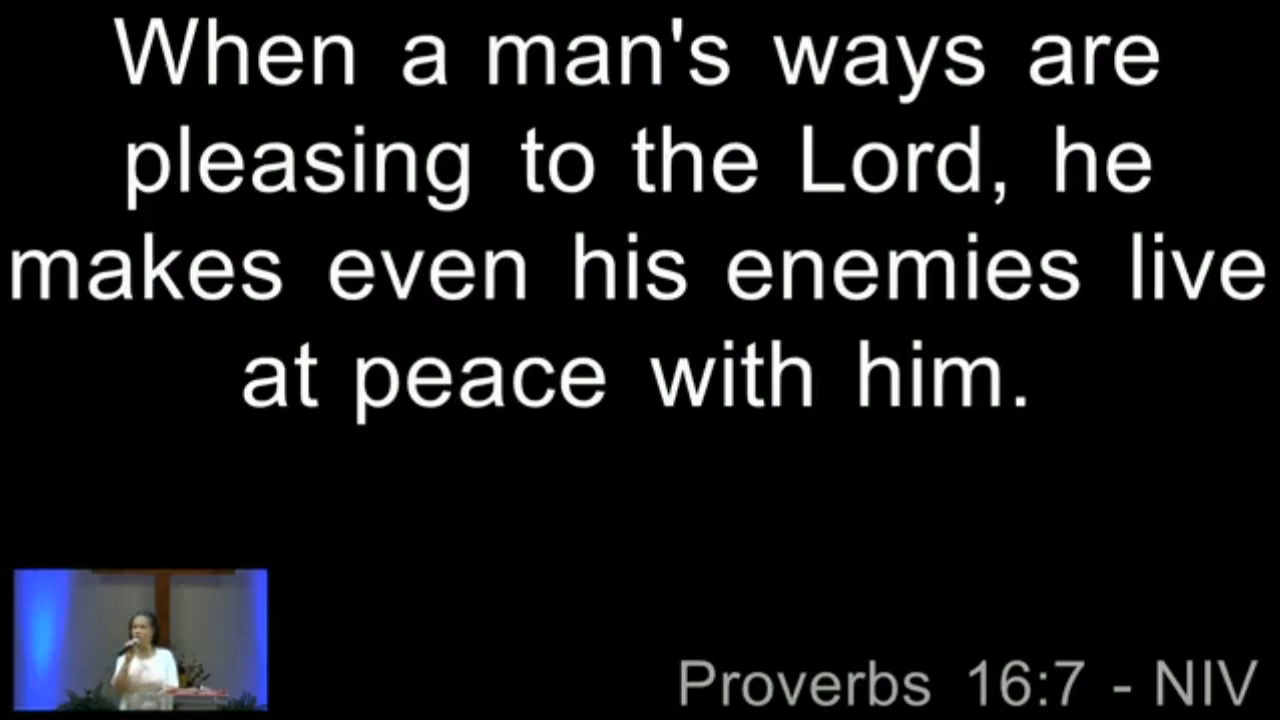 When a man's ways are
pleasing to the Lord, he
makes even his enemies live
at peace with him.
Proverbs 16:7 - NIV